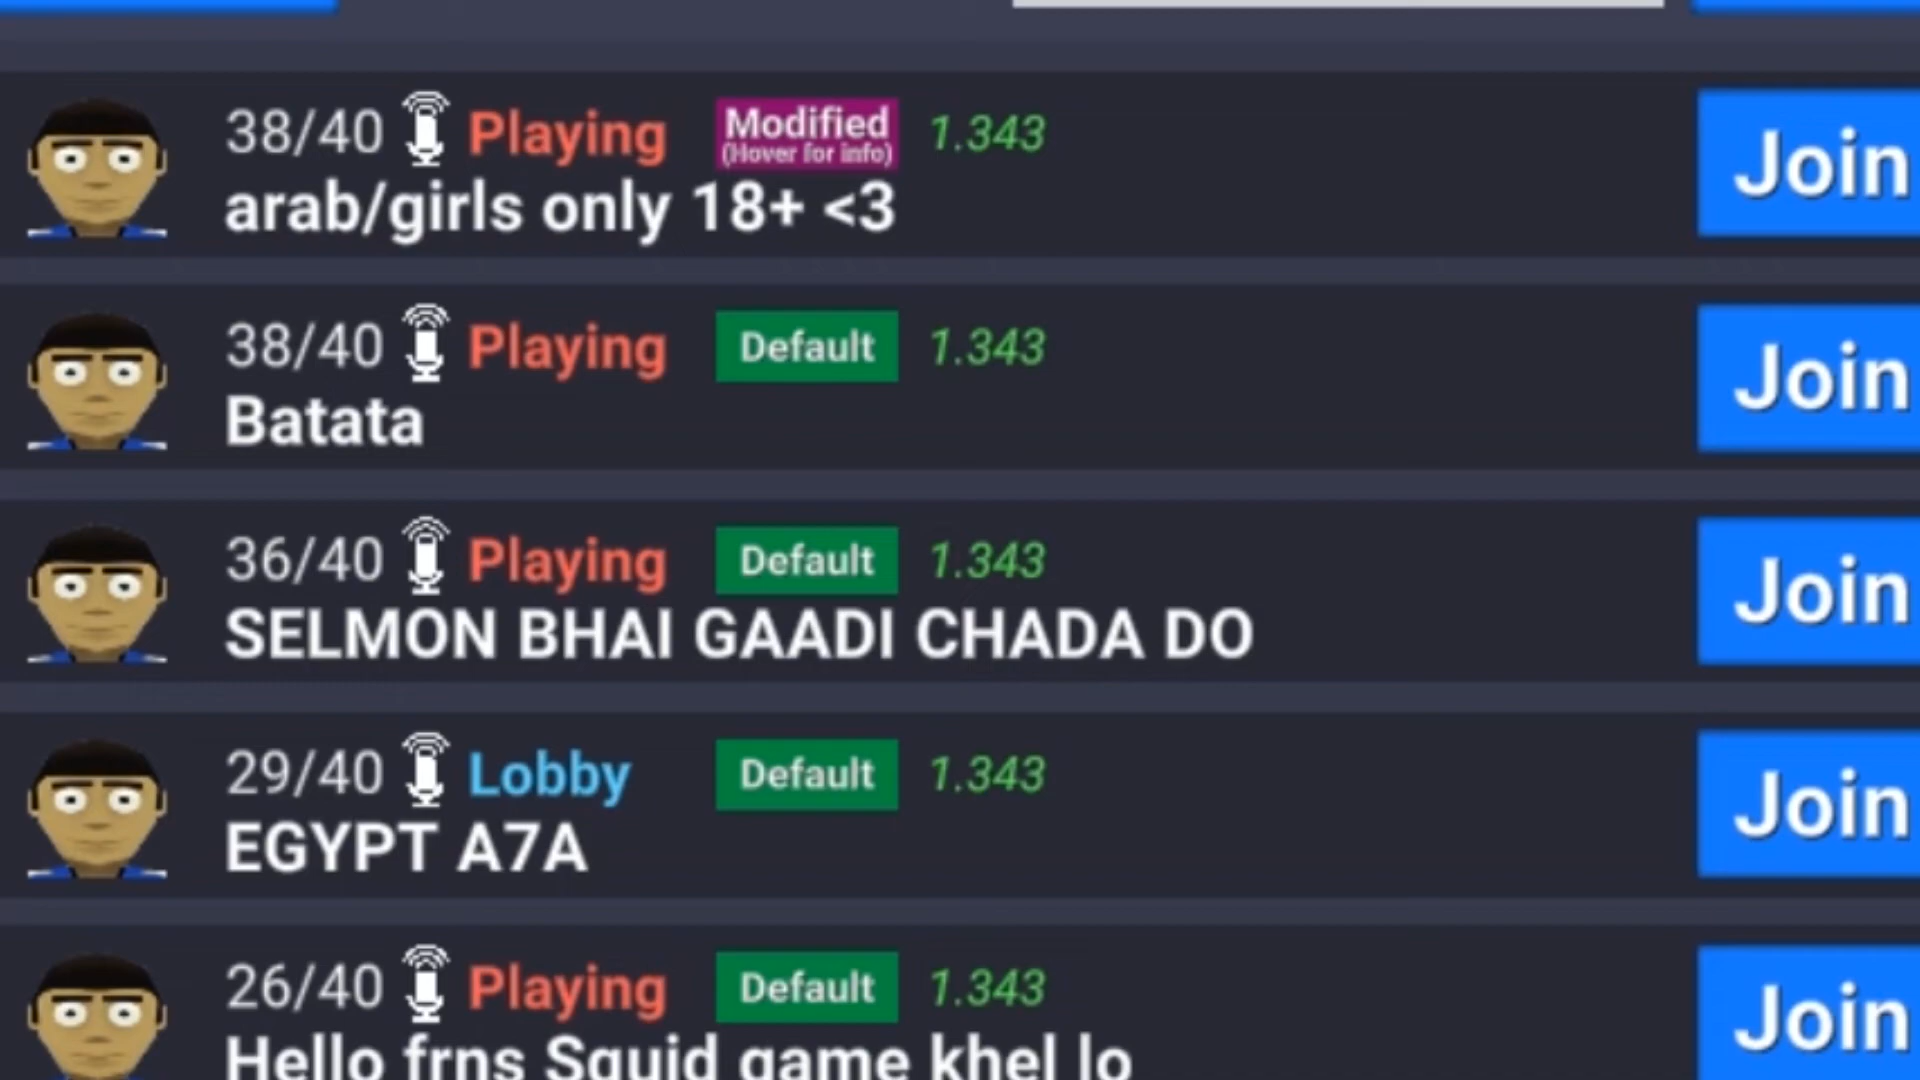 38/40 Playing Modified (Hover for info) 1.343
arab/girls only 18+ <3
Join
38/40 Playing Default 1.343
Batata
Join
36/40 Playing Default 1.343
SELMON BHAI GAADI CHADA DO
Join
29/40 Lobby Default 1.343
EGYPT A7A
Join
26/40 Playing Default 1.343
Hello frns Squid game khel lo
Join